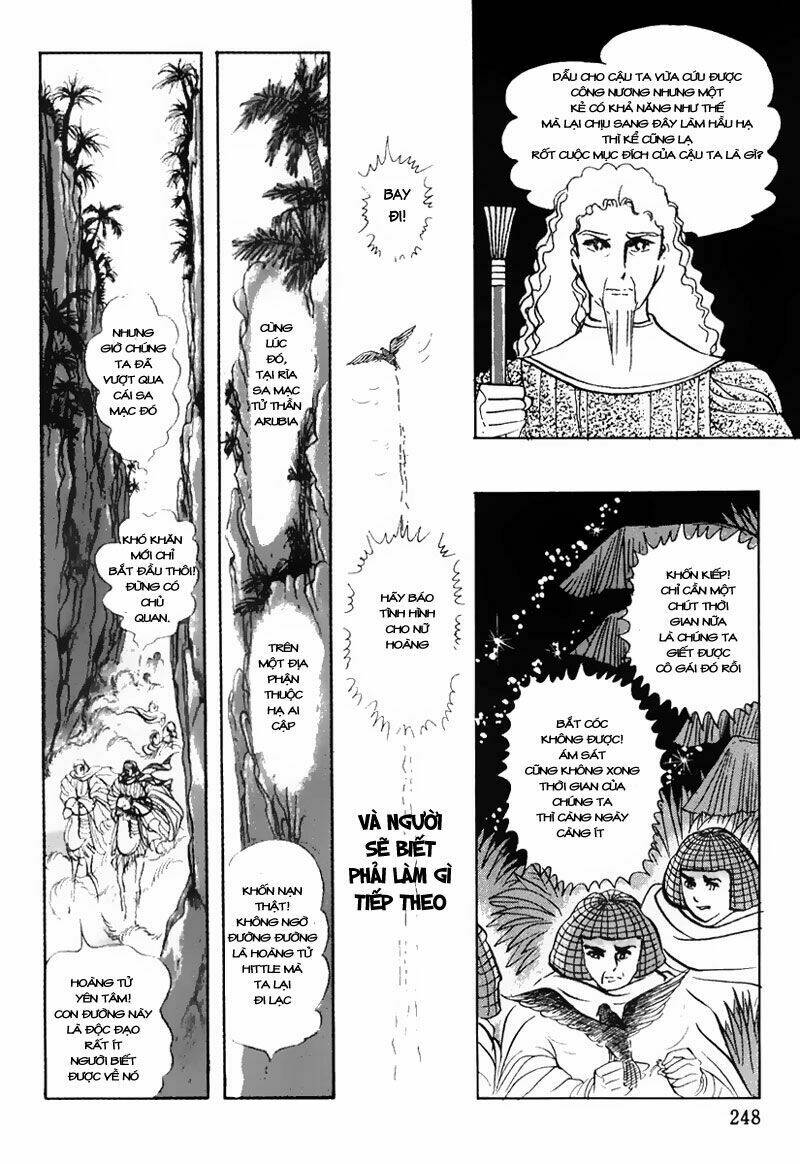 DẪU CHO CẬU TA VỪA CỨU ĐƯỢC
CÔNG NƯƠNG NHƯNG MỘT
KẺ CÓ KHẢ NĂNG NHƯ THẾ
MÀ LẠI CHỊU SANG ĐÂY LÀM HẦU HẠ
THÌ KỂ CŨNG LẠ
RỐT CUỘC MỤC ĐÍCH CỦA CẬU TA LÀ GÌ?
KHỐN KIẾP!
CHỈ CẦN MỘT
CHÚT THỜI
GIAN NỮA
LÀ CHÚNG TA
GIẾT ĐƯỢC
CÔ GÁI ĐÓ RỒI
BẮT CÓC
KHÔNG ĐƯỢC!
ÁM SÁT
CŨNG KHÔNG XONG
THỜI GIAN CỦA
CHÚNG TA
THÌ CÀNG NGÀY
CÀNG ÍT
BAY
ĐI!
HÃY BÁO
TÌNH HÌNH
CHO NỮ
HOÀNG
VÀ NGƯỜI
SẼ BIẾT
PHẢI LÀM GÌ
TIẾP THEO
CÙNG
LÚC
ĐÓ,
TẠI RÌA
SA MẠC
TỬ THẦN
ARUBIA
TRÊN
MỘT ĐỊA
PHẬN THUỘC
HẠ AI
CẬP
KHỐN NẠN
THẬT!
KHÔNG NGỜ
ĐƯỜNG ĐƯỜNG
LÀ HOÀNG TỬ
HITTLE MÀ
TA LẠI
ĐI LẠC
NHƯNG
GIỜ CHÚNG
TA ĐÃ
VƯỢT QUA
CÁI SA
MẠC ĐÓ
KHÓ KHĂN
MỚI CHỈ
BẮT ĐẦU THÔI!
ĐỪNG CÓ
CHỦ
QUAN.
HOÀNG TỬ
YÊN TÂM!
CON ĐƯỜNG NÀY
LÀ ĐỘC ĐẠO
RẤT ÍT
NGƯỜI BIẾT
ĐƯỢC VỀ NÓ
248